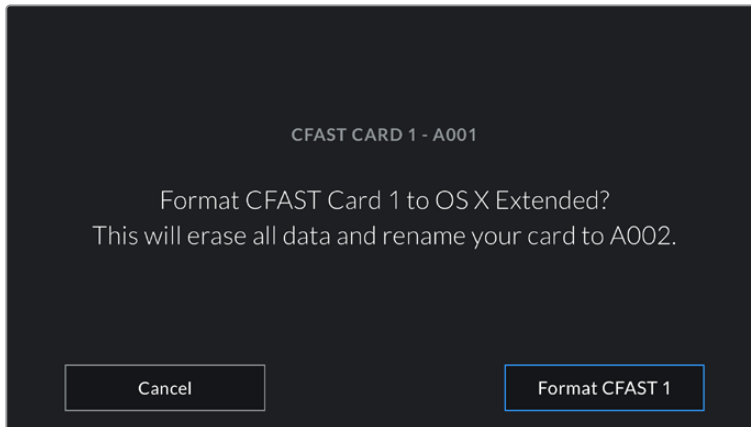 CFAST CARD 1 - A001
Format CFAST Card 1 to OS X Extended?
This will erase all data and rename your card to A002.
Cancel
Format CFAST 1